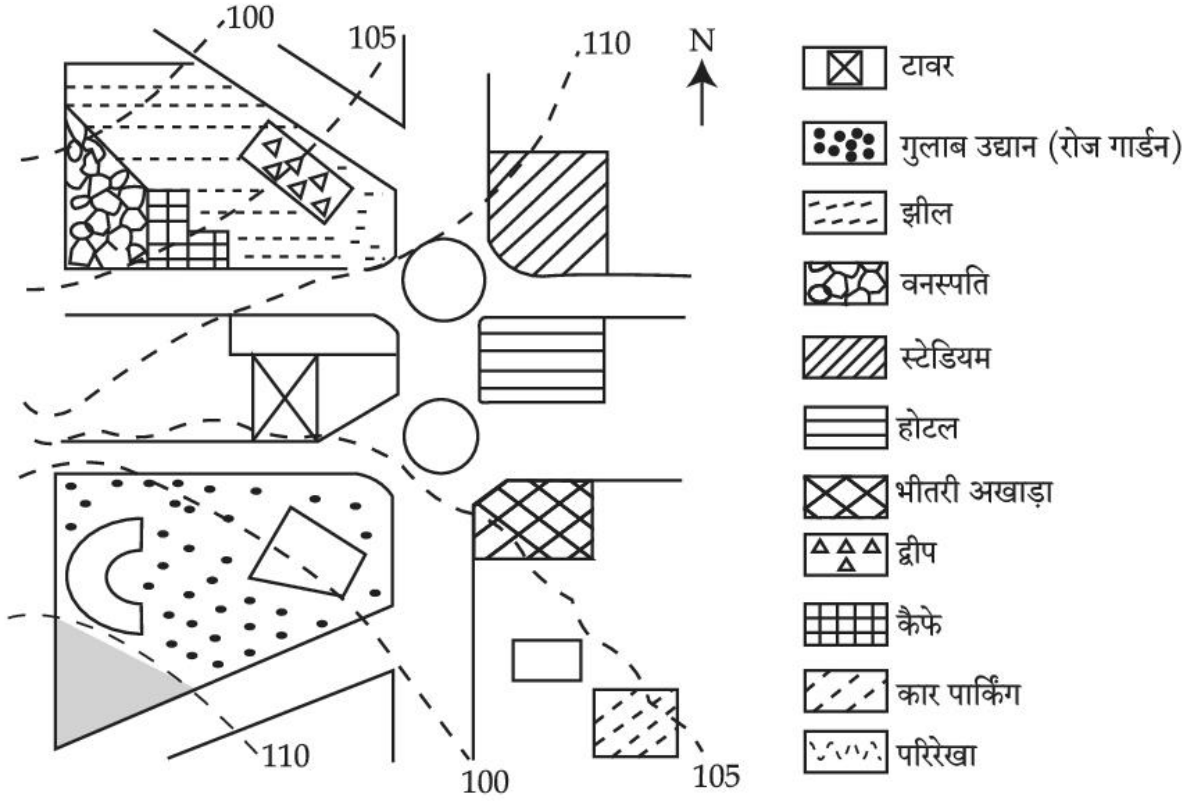 100
105
110
N
110
100
105
टावर
गुलाब उद्यान (रोज गार्डन)
झील
वनस्पति
स्टेडियम
होटल
भीतरी अखाड़ा
द्वीप
कैफे
कार पार्किंग
परिरेखा